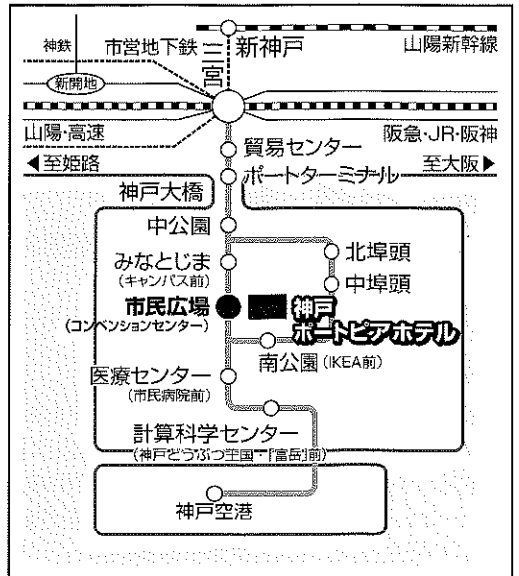 神鉄
市営地下鉄
三宮
新神戸
山陽新幹線
新開地
山陽・高速
阪急・JR・阪神
◀至姫路
至大阪▶
貿易センター
ポートターミナル
神戸大橋
中公園
北埠頭
みなとじま
(キャンパス前)
中埠頭
市民広場
(コンベンションセンター)
神戸
ポートピアホテル
南公園(IKEA前)
医療センター
(市民病院前)
計算科学センター
(神戸どうぶつ王国・「富岳」前)
神戸空港